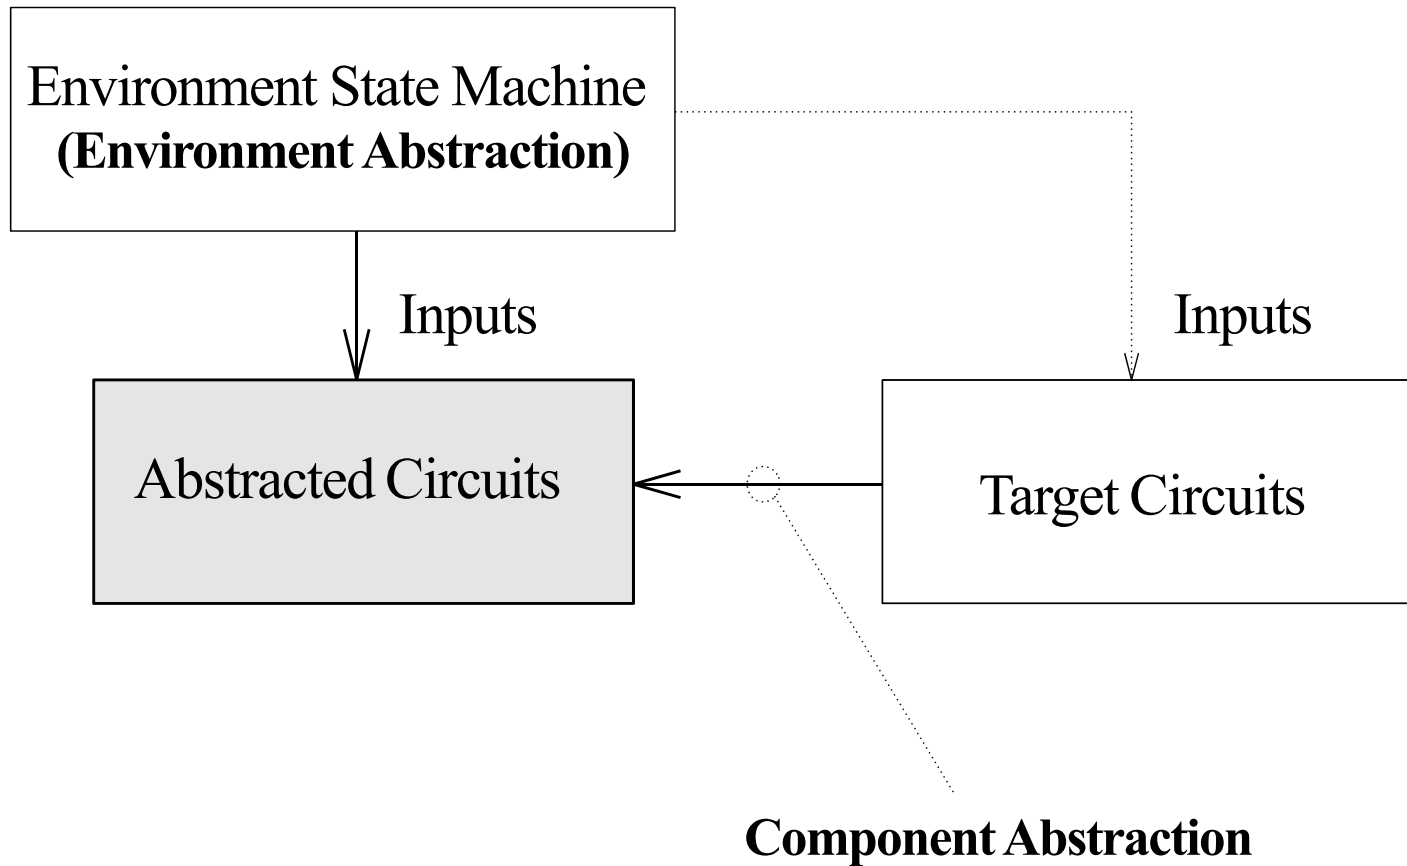 Environment State Machine
(Environment Abstraction)
Inputs
Inputs
Abstracted Circuits
Target Circuits
Component Abstraction